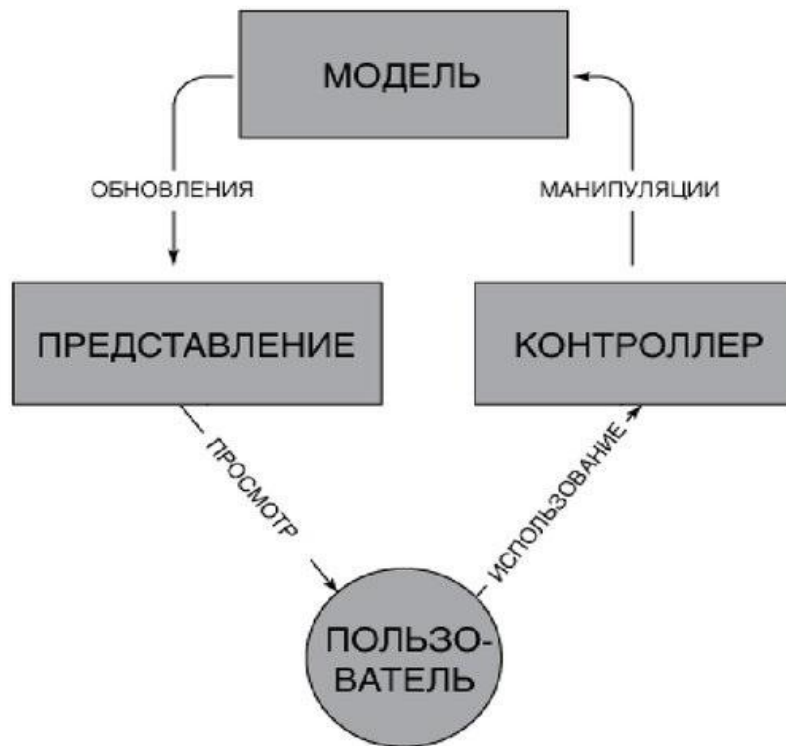 МОДЕЛЬ
ОБНОВЛЕНИЯ
МАНИПУЛЯЦИИ
ПРЕДСТАВЛЕНИЕ
КОНТРОЛЛЕР
ПРОСМОТР
ИСПОЛЬЗОВАНИЕ
ПОЛЬЗО-
ВАТЕЛЬ